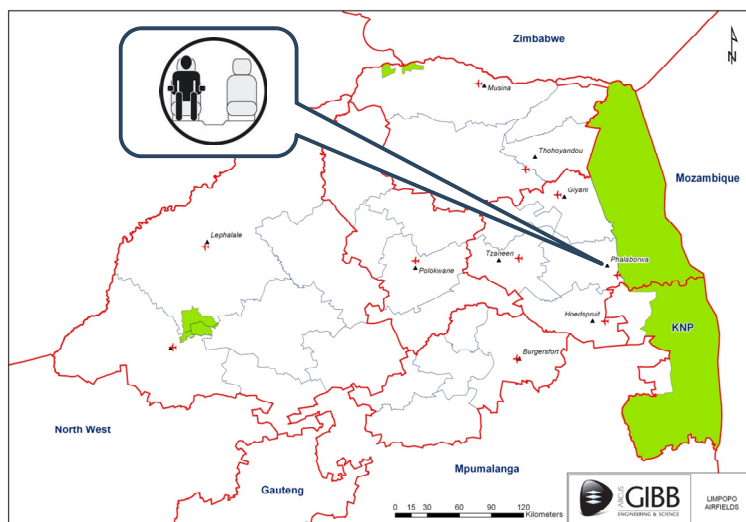 Zimbabwe
N
Musina
Thohoyandou
Mozambique
Giyani
Lephalale
Phalaborwa
Tzaneen
Polokwane
Hoedspruit
KNP
Burgersfort
North West
Mpumalanga
Gauteng
ARCUS
GIBB
ENGINEERING & SCIENCE
LIMPOPO
AIRFIELDS
0 15 30 60 90 120
Kilometers